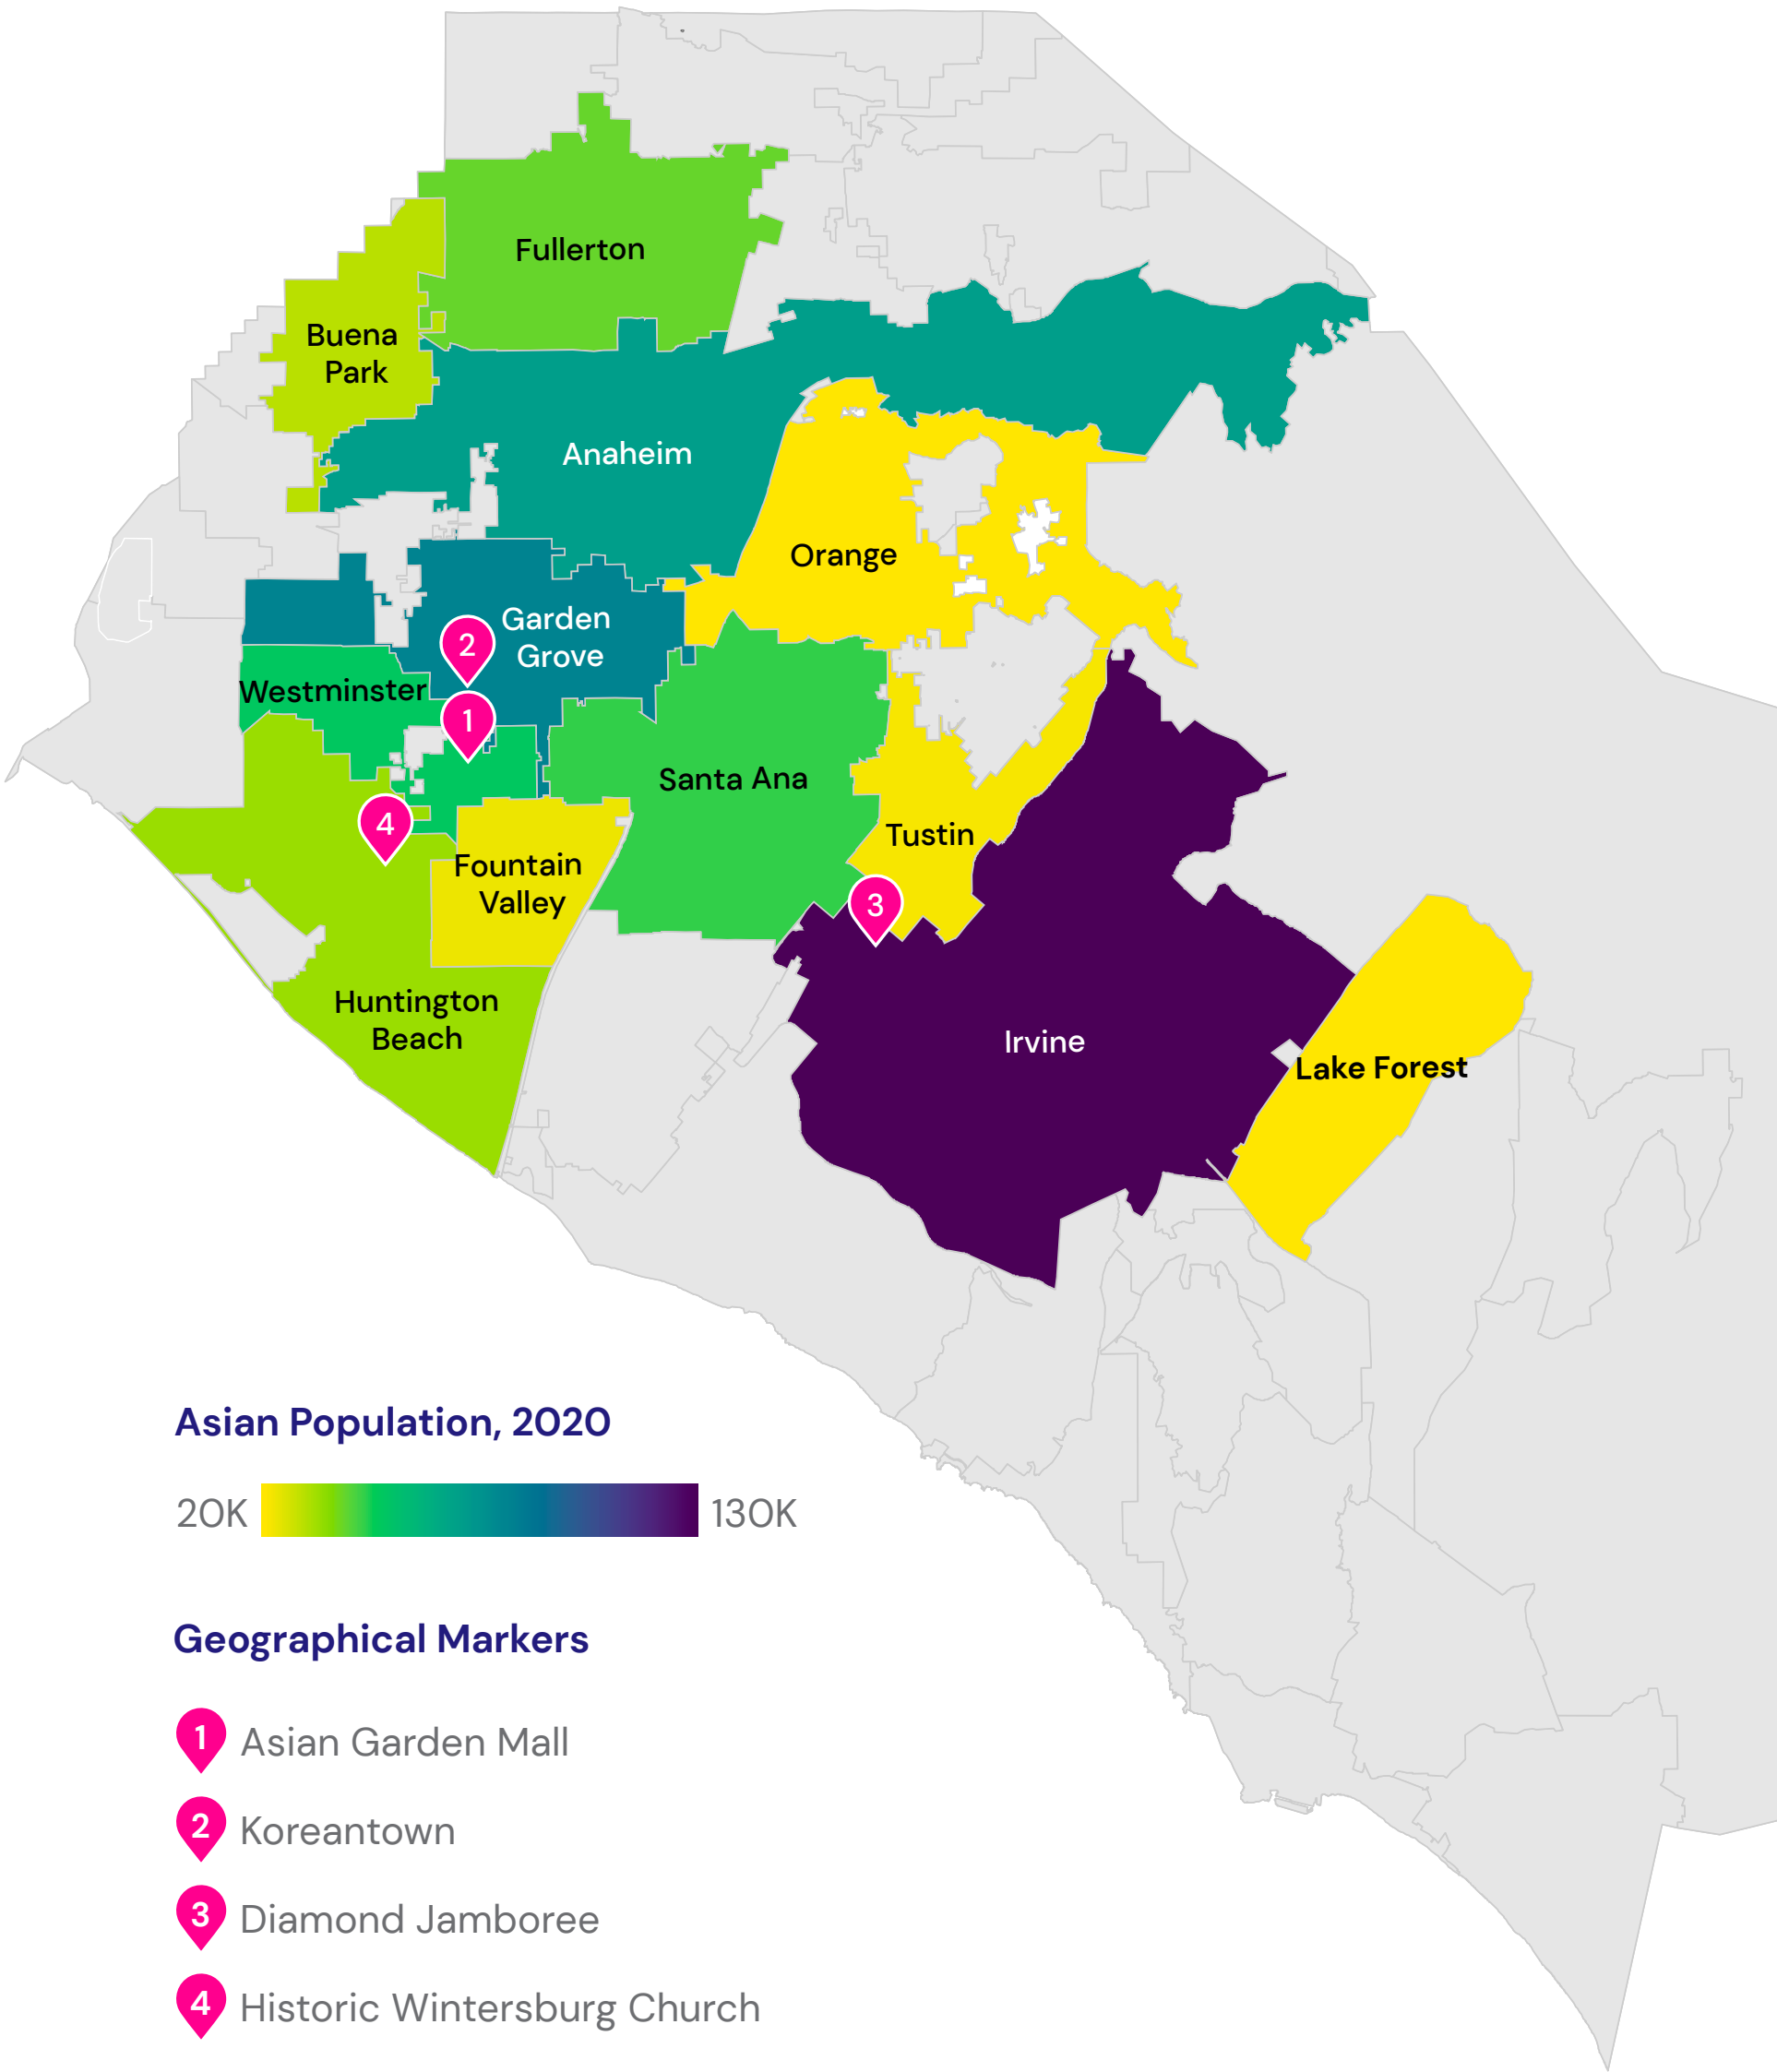 Fullerton
Buena
Park
Anaheim
Orange
Garden
Grove
2
Westminster
1
Santa Ana
4
Tustin
Fountain
Valley
3
Huntington
Beach
Irvine
Lake Forest
Asian Population, 2020
20K 130K
Geographical Markers
1 Asian Garden Mall
2 Koreantown
3 Diamond Jamboree
4 Historic Wintersburg Church